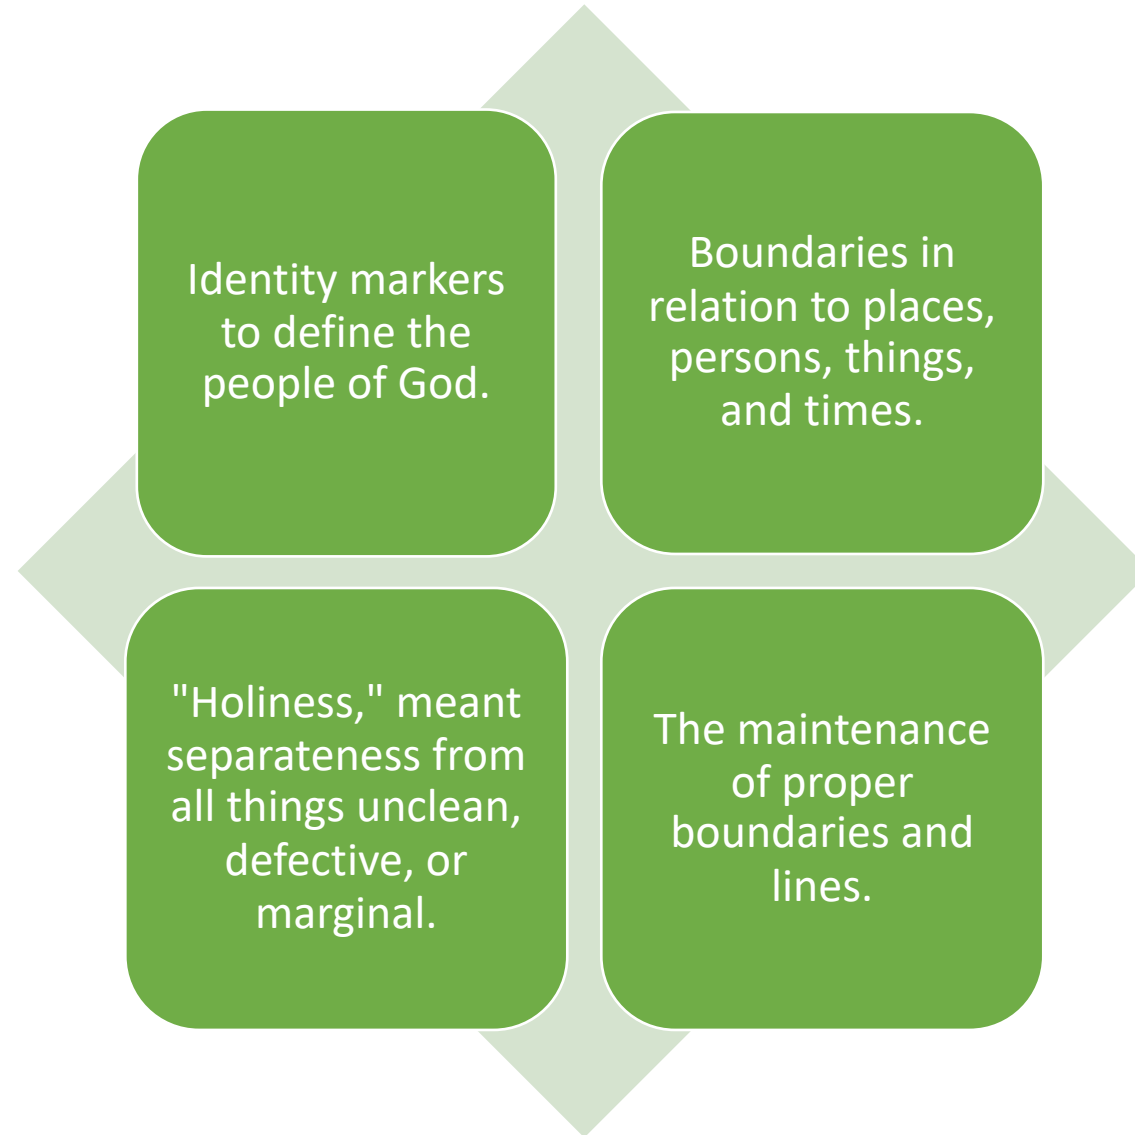 Identity markers
to define the
people of God.
Boundaries in
relation to places,
persons, things,
and times.
"Holiness," meant
separateness from
all things unclean,
defective, or
marginal.
The maintenance
of proper
boundaries and
lines.